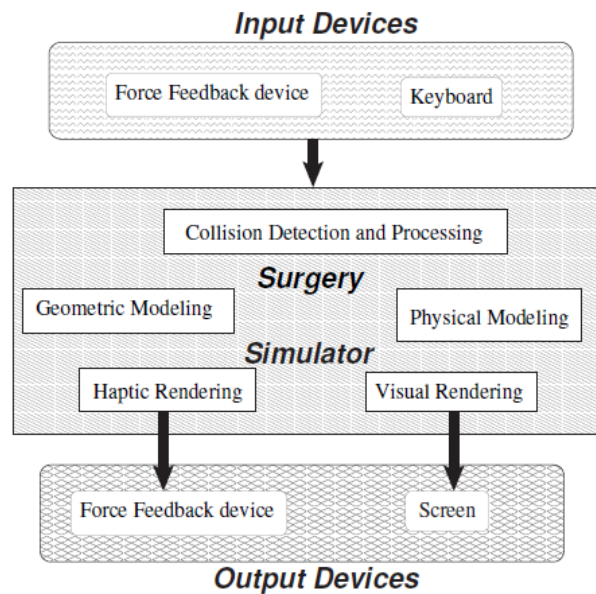 Input Devices
Force Feedback device
Keyboard
Collision Detection and Processing
Surgery
Geometric Modeling
Physical Modeling
Simulator
Haptic Rendering
Visual Rendering
Force Feedback device
Screen
Output Devices